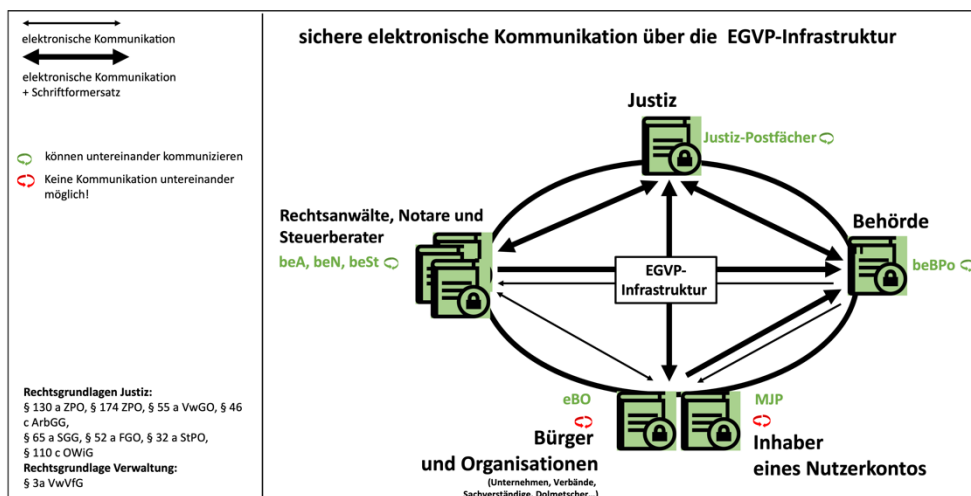 elektronische Kommunikation
elektronische Kommunikation
+ Schriftformersatz
können untereinander kommunizieren
Keine Kommunikation untereinander
möglich!
Rechtsgrundlagen Justiz:
§ 130 a ZPO, § 174 ZPO, § 55 a VwGO, § 46
c ArbGG,
§ 65 a SGG, § 52 a FGO, § 32 a StPO,
§ 110 c OWiG
Rechtsgrundlage Verwaltung:
§ 3a VwVfG
sichere elektronische Kommunikation über die EGVP-Infrastruktur
Justiz
Justiz-Postfächer
Rechtsanwälte, Notare und
Steuerberater
beA, beN, beSt
Behörde
beBPo
EGVP-
Infrastruktur
eBO
Bürger
und Organisationen
(Unternehmen, Verbände,
Sachverständige, Dolmetscher...)
MJP
Inhaber
eines Nutzerkontos